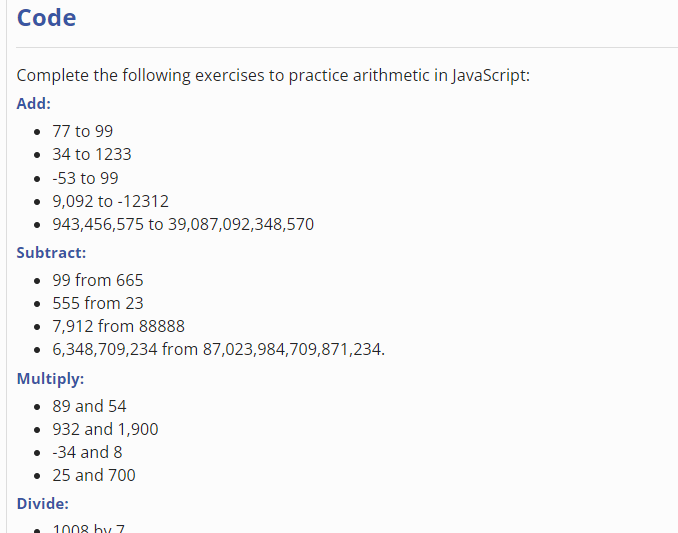 Code
Complete the following exercises to practice arithmetic in JavaScript:
Add:
77 to 99
34 to 1233
-53 to 99
9,092 to -12312
943,456,575 to 39,087,092,348,570
Subtract:
99 from 665
555 from 23
7,912 from 88888
6,348,709,234 from 87,023,984,709,871,234.
Multiply:
89 and 54
932 and 1,900
-34 and 8
25 and 700
Divide:
1008 by 7